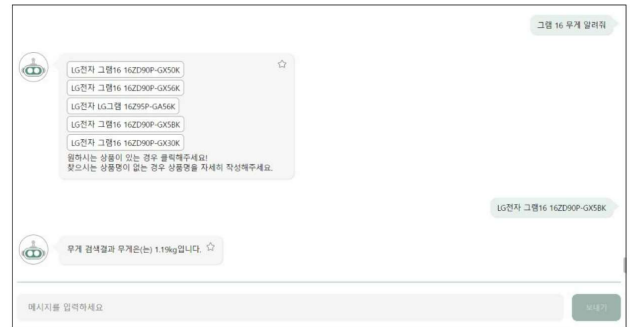 그램 16 무게 알려줘
LG전자 그램16 16ZD90P-GX50K
LG전자 그램16 16ZD90P-GX56K
LG전자 LG그램 16Z95P-GA56K
LG전자 그램16 16ZD90P-GX5BK
LG전자 그램16 16ZD90P-GX30K
원하시는 상품이 있는 경우 클릭해주세요!
찾으시는 상품명이 없는 경우 상품명을 자세히 작성해주세요.
LG전자 그램16 16ZD90P-GX5BK
무게 검색결과 무게은(는) 1.19kg입니다.
메시지를 입력하세요
보내기